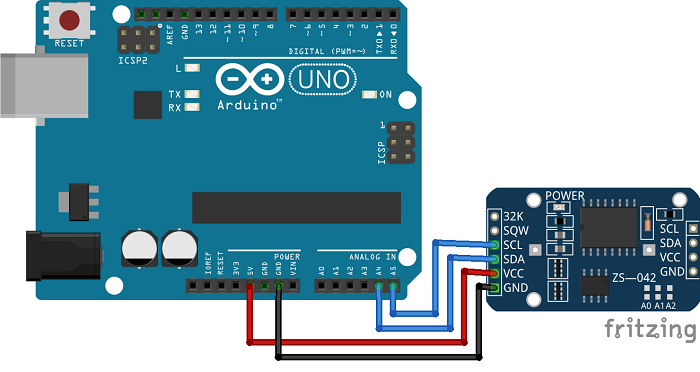 RESET
ICSP2
AREF
GND
13
12
~11
~10
~9
8
7
~6
~5
4
~3
2
TXD▶1
RXD◀0
DIGITAL (PWM=~)
L
TX
RX
UNO
Arduino™
ON
1
ICSP
POWER
ANALOG IN
IOREF
RESET
3V3
5V
GND
GND
VIN
A0
A1
A2
A3
A4
A5
POWER
32K
SQW
SCL
SDA
VCC
GND
SCL
SDA
VCC
GND
ZS-042
A0 A1 A2
fritzing